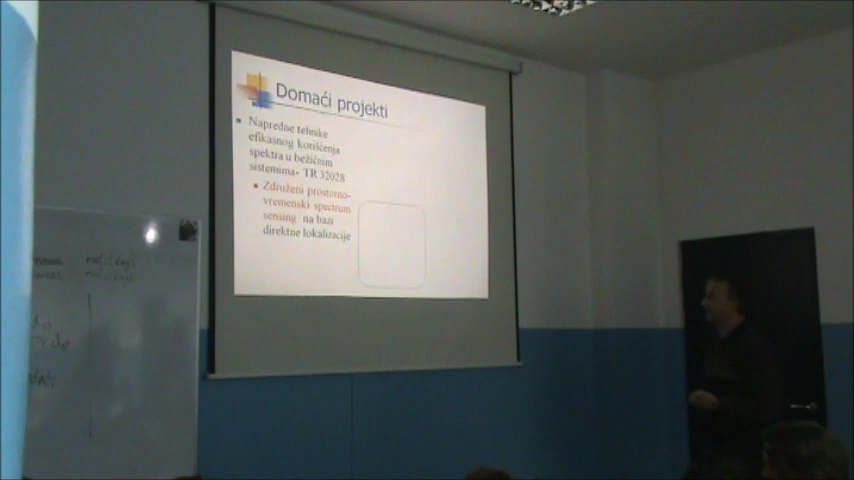 Domaći projekti
Napredne tehnike
efikasnog korišćenja
spektra u bežičnim
sistemima- TR 32028
Združeni prostorno-
vremenski spectrum
sensing na bazi
direktne lokalizacije